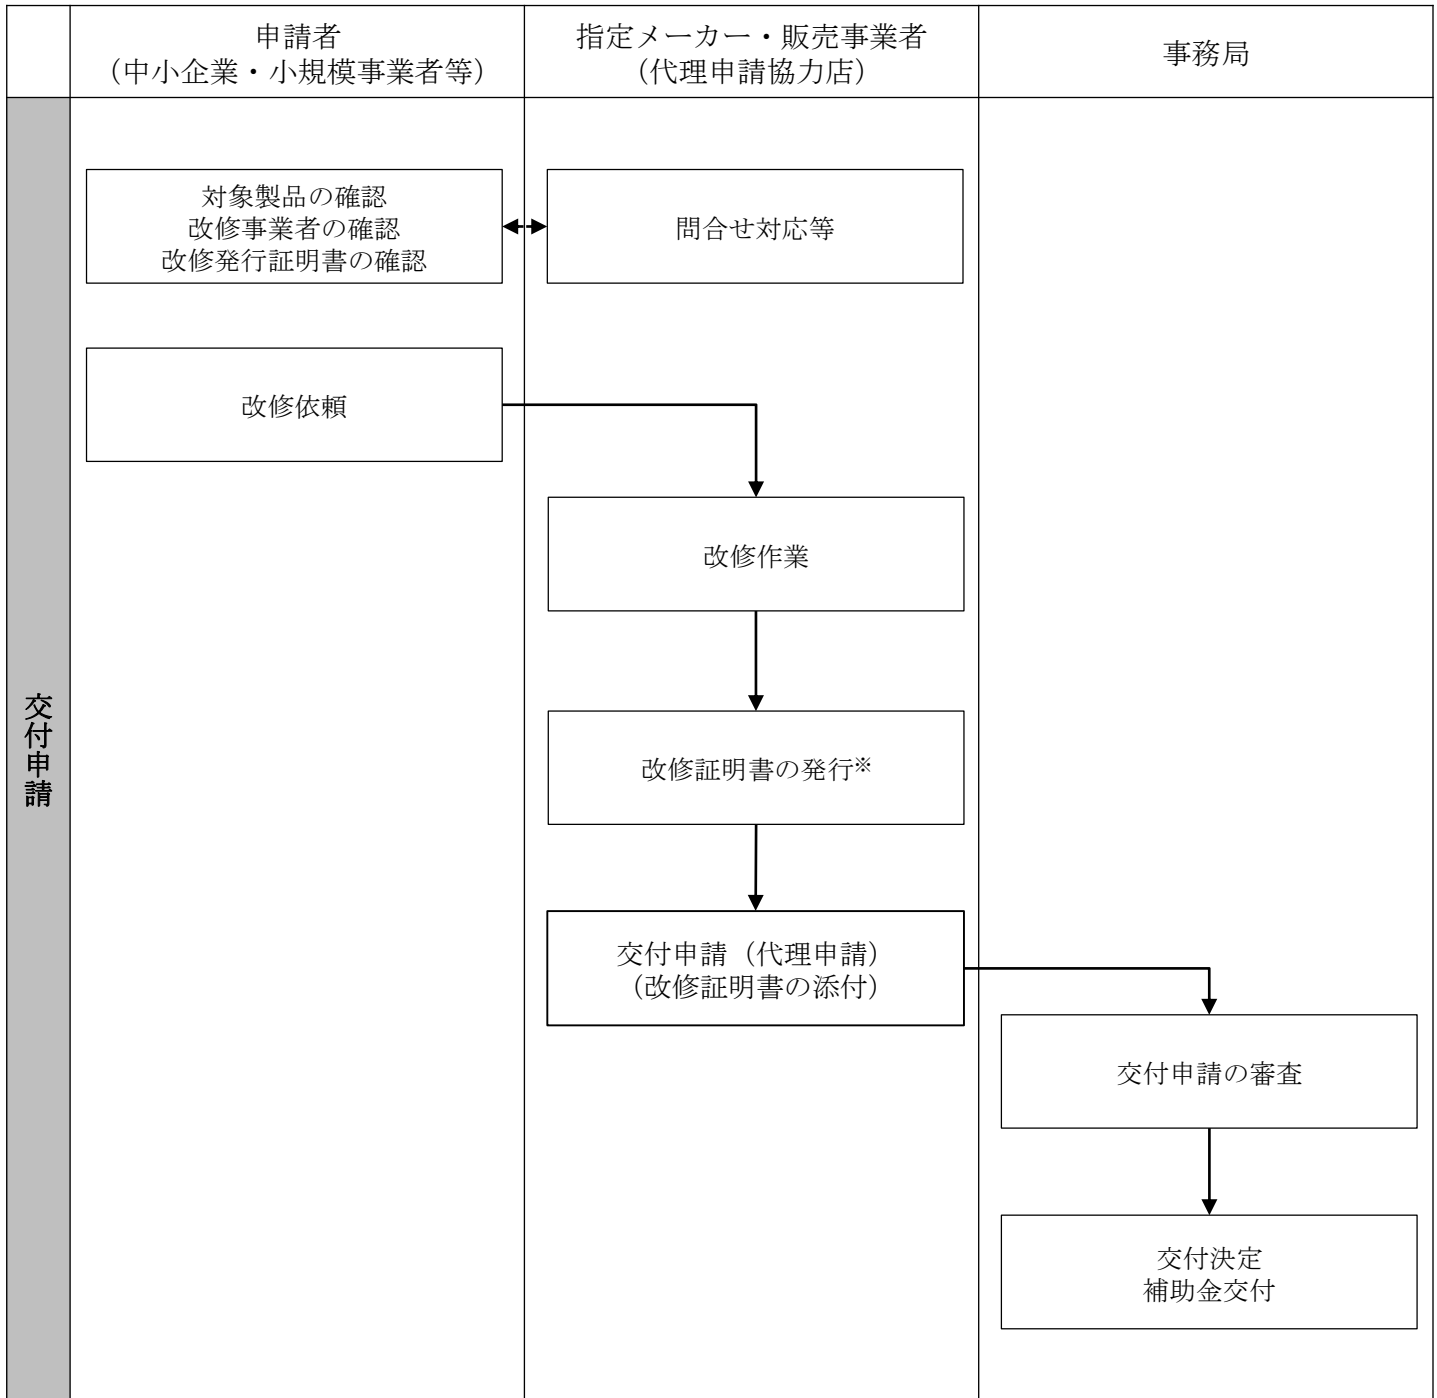 申請者
（中小企業・小規模事業者等）
指定メーカー・販売事業者
（代理申請協力店）
事務局
交付申請
対象製品の確認
改修事業者の確認
改修発行証明書の確認
問合せ対応等
改修依頼
改修作業
改修証明書の発行※
交付申請（代理申請）
（改修証明書の添付）
交付申請の審査
交付決定
補助金交付